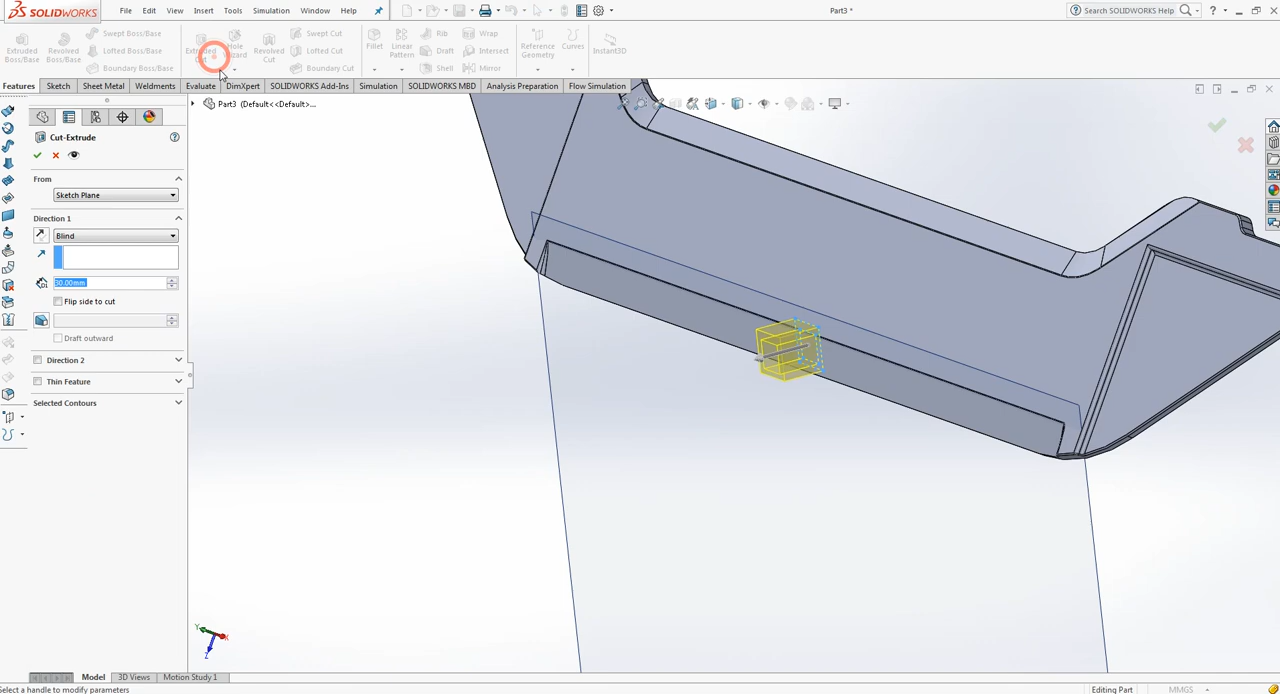 SOLIDWORKS
File Edit View Insert Tools Simulation Window Help
Part3 *
Search SOLIDWORKS Help
Extruded Boss/Base
Revolved Boss/Base
Swept Boss/Base
Lofted Boss/Base
Boundary Boss/Base
Extruded Cut
Hole Wizard
Revolved Cut
Swept Cut
Lofted Cut
Boundary Cut
Fillet
Linear Pattern
Rib
Draft
Shell
Wrap
Intersect
Mirror
Reference Geometry
Curves
Instant3D
Features Sketch Sheet Metal Weldments Evaluate DimXpert SOLIDWORKS Add-Ins Simulation SOLIDWORKS MBD Analysis Preparation Flow Simulation
Part3 (Default<<Default>...
Cut-Extrude
From
Sketch Plane
Direction 1
Blind
30.00mm
Flip side to cut
Draft outward
Direction 2
Thin Feature
Selected Contours
Y
X
Z
Model 3D Views Motion Study 1
Select a handle to modify parameters
Editing Part
MMGS